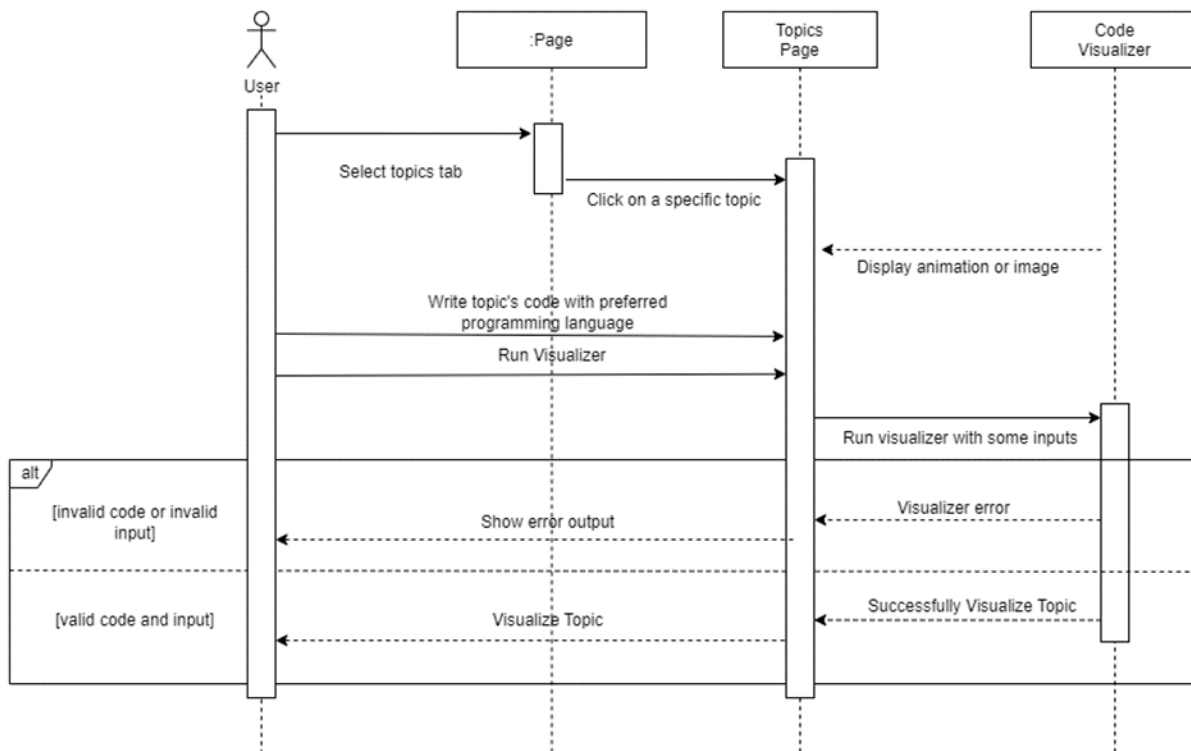 User
:Page
Topics
Page
Code
Visualizer
Select topics tab
Click on a specific topic
Display animation or image
Write topic's code with preferred
programming language
Run Visualizer
Run visualizer with some inputs
alt
[invalid code or invalid
input]
Visualizer error
Show error output
[valid code and input]
Successfully Visualize Topic
Visualize Topic